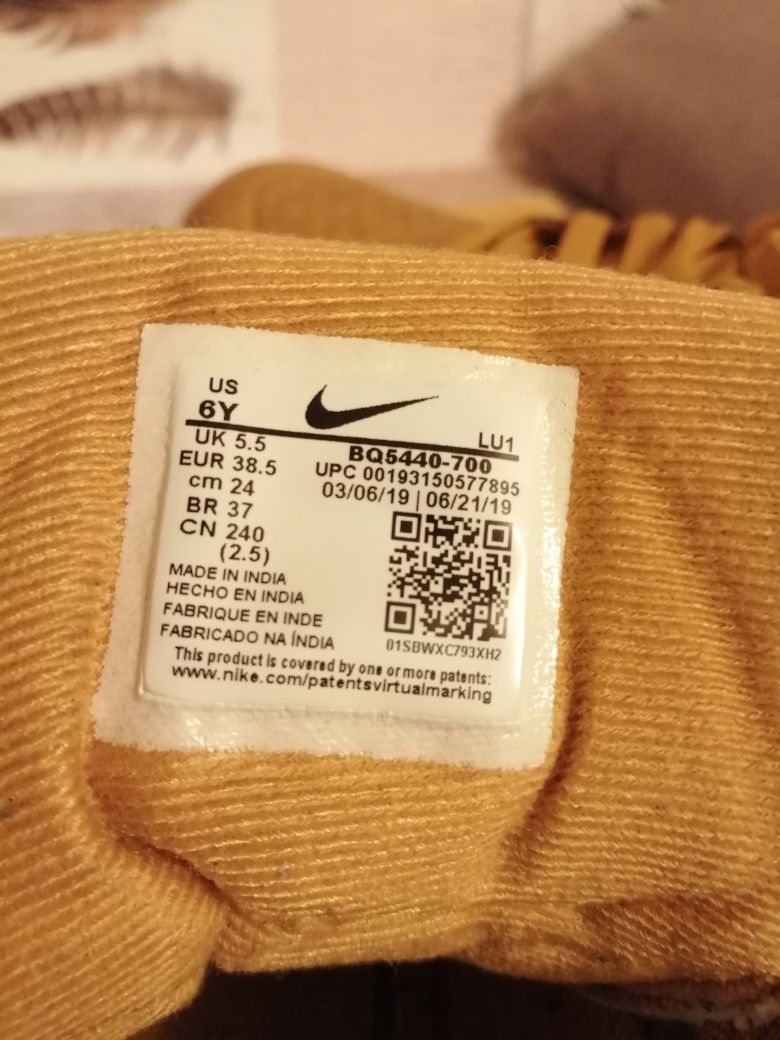 US
6Y
LU1
UK 5.5
BQ5440-700
EUR 38.5
UPC 00193150577895
cm 24
03/06/19 | 06/21/19
BR 37
CN 240
(2.5)
MADE IN INDIA
HECHO EN INDIA
FABRIQUE EN INDE
FABRICADO NA ÍNDIA
01SBWXC793XH2
This product is covered by one or more patents:
www.nike.com/patentsvirtualmarking